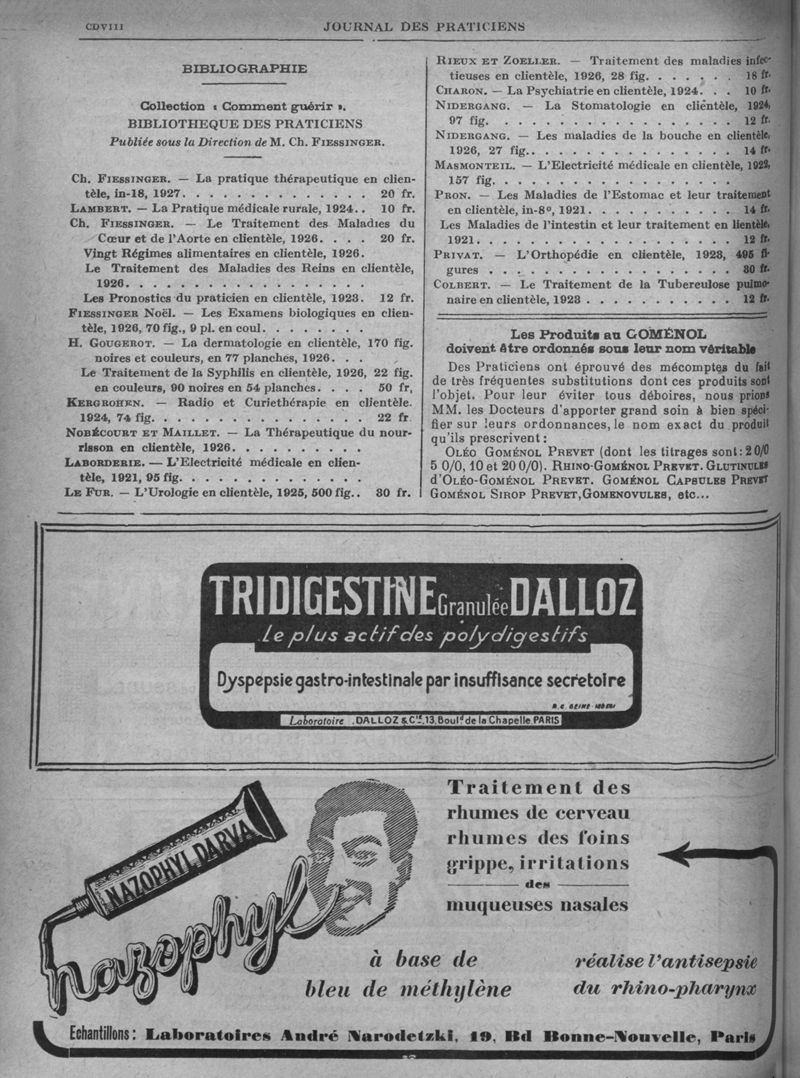 CDVIII
JOURNAL DES PRATICIENS
BIBLIOGRAPHIE
Collection « Comment guérir ».
BIBLIOTHEQUE DES PRATICIENS
Publiée sous la Direction de M. Ch. FIESSINGER.
Ch. FIESSINGER. — La pratique thérapeutique en clien-
tèle, in-18, 1927. . . . . . . . . . . . . . 20 fr.
LAMBERT. — La Pratique médicale rurale, 1924. . 10 fr.
Ch. FIESSINGER. — Le Traitement des Maladies du
Cœur et de l'Aorte en clientèle, 1926. . . . 20 fr.
Vingt Régimes alimentaires en clientèle, 1926.
Le Traitement des Maladies des Reins en clientèle,
1926. . . . . . . . . . . . . . . . .
Les Pronostics du praticien en clientèle, 1923. 12 fr.
FIESSINGER Noël. — Les Examens biologiques en clien-
tèle, 1926, 70 fig., 9 pl. en coul. . . . . . . .
H. GOUGEROT. — La dermatologie en clientèle, 170 fig.
noires et couleurs, en 77 planches, 1926. . .
Le Traitement de la Syphilis en clientèle, 1926, 22 fig.
en couleurs, 90 noires en 54 planches. . . . 50 fr,
KERGROHEN. — Radio et Curiethérapie en clientèle.
1924, 74 fig. . . . . . . . . . . . . . . . 22 fr
NOBÉCOURT ET MAILLET. — La Thérapeutique du nour-
risson en clientèle, 1926. . . . . . . . . . .
LABORDERIE. — L'Electricité médicale en clien-
tèle, 1921, 95 fig. . . . . . . . . . . . . .
LE FUR. — L'Urologie en clientèle, 1925, 500 fig. . 30 fr.
RIEUX ET ZOELLER. — Traitement des maladies infec-
tieuses en clientèle, 1926, 28 fig. . . . . . . 18 fr.
CHARON. — La Psychiatrie en clientèle, 1924. . . 10 fr.
NIDERGANG. — La Stomatologie en clientèle, 1924,
97 fig. . . . . . . . . . . . . . . . . 12 fr.
NIDERGANG. — Les maladies de la bouche en clientèle,
1926, 27 fig. . . . . . . . . . . . . . . 14 fr.
MASMONTEIL. — L'Electricité médicale en clientèle, 1922,
157 fig. . . . . . . . . . . . . . . . .
PRON. — Les Maladies de l'Estomac et leur traitement
en clientèle, in-8º, 1921. . . . . . . . . . . 14 fr.
Les Maladies de l'intestin et leur traitement en lientèle,
1921. . . . . . . . . . . . . . . . . . 12 fr.
PRIVAT. — L'Orthopédie en clientèle, 1923, 495 fi-
gures . . . . . . . . . . . . . . . . . 30 fr.
COLBERT. — Le Traitement de la Tubereulose pulmo-
naire en clientèle, 1923 . . . . . . . . . . . 12 fr.
Les Produits au GOMÉNOL
doivent être ordonnés sous leur nom véritable
Des Praticiens ont éprouvé des mécomptes du fait
de très fréquentes substitutions dont ces produits sont
l'objet. Pour leur éviter tous déboires, nous prions
MM. les Docteurs d'apporter grand soin à bien spéci-
fier sur leurs ordonnances, le nom exact du produit
qu'ils prescrivent :
OLÉO GOMÉNOL PREVET (dont les titrages sont : 2 0/0
5 0/0, 10 et 20 0/0). RHINO-GOMÉNOL PREVET. GLUTINULES
d'OLÉO-GOMÉNOL PREVET. GOMÉNOL CAPSULES PREVET
GOMÉNOL SIROP PREVET, GOMENOVULES, etc...
TRIDIGESTINE Granulée DALLOZ
Le plus actif des polydigestifs
Dyspepsie gastro-intestinale par insuffisance secretoire
Laboratoire . DALLOZ & Cie, 13, Boul.d de la Chapelle PARIS
NAZOPHYL DARVA
nazophyl
Traitement des
rhumes de cerveau
rhumes des foins
grippe, irritations
des
muqueuses nasales
à base de
bleu de méthylène
réalise l'antisepsie
du rhino-pharynx
Echantillons : Laboratoires André Narodetzki, 19, Bd Bonne-Nouvelle, Paris